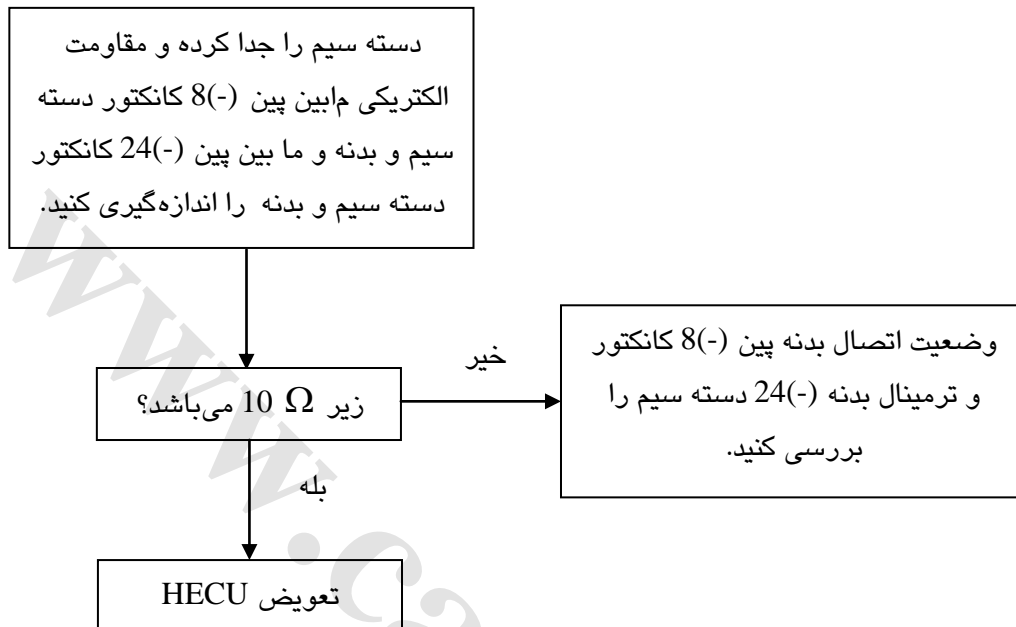 دسته سیم را جدا کرده و مقاومت
الکتریکی مابین پین (-)8 کانکتور دسته
سیم و بدنه و ما بین پین (-)24 کانکتور
دسته سیم و بدنه را اندازه‌گیری کنید.
زیر 10 Ω می‌باشد؟
خیر
وضعیت اتصال بدنه پین (-)8 کانکتور
و ترمینال بدنه (-)24 دسته سیم را
بررسی کنید.
بله
تعویض HECU
www.ca